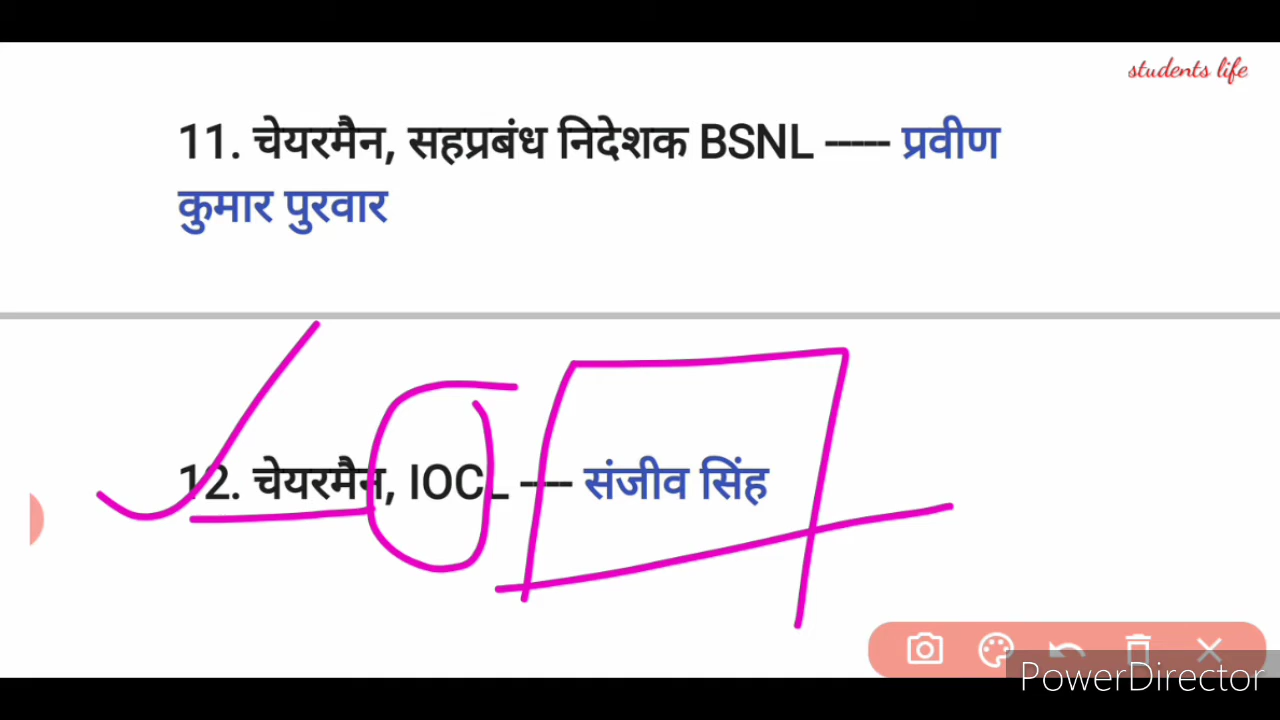 students life
11. चेयरमैन, सहप्रबंध निदेशक BSNL ----- प्रवीण
कुमार पुरवार
12. चेयरमैन, IOCL ---- संजीव सिंह
PowerDirector